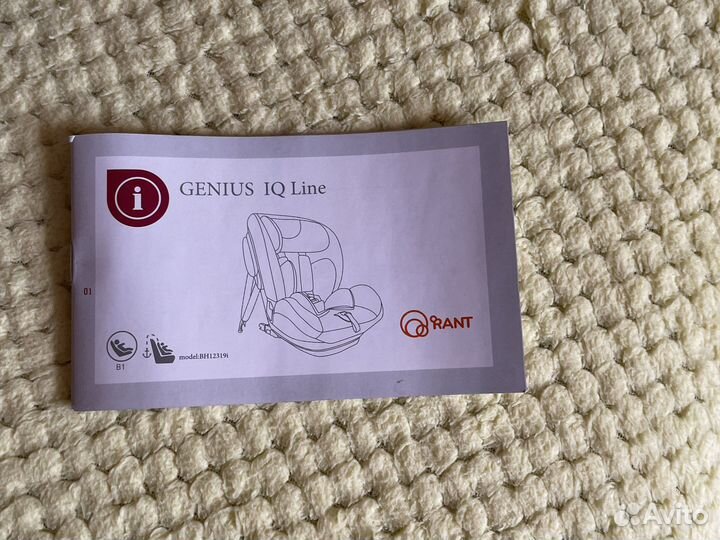 i
GENIUS IQ Line
01
RANT
B1
model:BH12319i
Avito